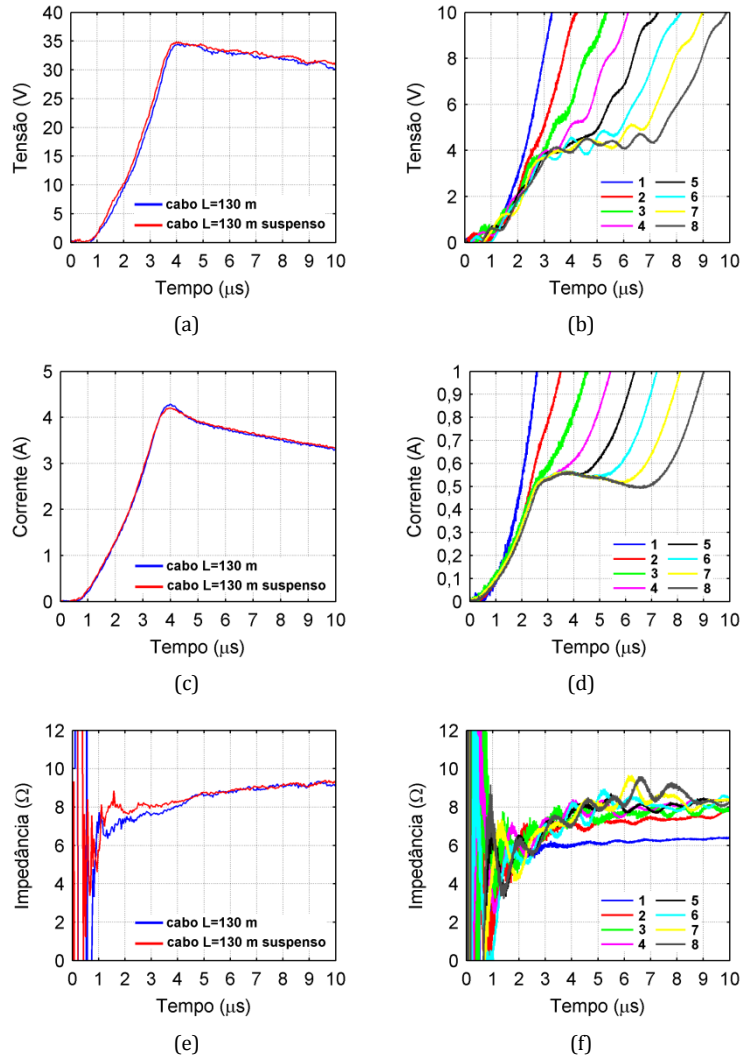 40
35
30
25
20
15
10
5
0
Tensão (V)
cabo L=130 m
cabo L=130 m suspenso
0 1 2 3 4 5 6 7 8 9 10
Tempo (μs)
(a)
10
8
6
4
2
0
Tensão (V)
1 5
2 6
3 7
4 8
0 1 2 3 4 5 6 7 8 9 10
Tempo (μs)
(b)
5
4
3
2
1
0
Corrente (A)
cabo L=130 m
cabo L=130 m suspenso
0 1 2 3 4 5 6 7 8 9 10
Tempo (μs)
(c)
1
0,9
0,8
0,7
0,6
0,5
0,4
0,3
0,2
0,1
0
Corrente (A)
1 5
2 6
3 7
4 8
0 1 2 3 4 5 6 7 8 9 10
Tempo (μs)
(d)
12
10
8
6
4
2
0
Impedância (Ω)
cabo L=130 m
cabo L=130 m suspenso
0 1 2 3 4 5 6 7 8 9 10
Tempo (μs)
(e)
12
10
8
6
4
2
0
Impedância (Ω)
1 5
2 6
3 7
4 8
0 1 2 3 4 5 6 7 8 9 10
Tempo (μs)
(f)